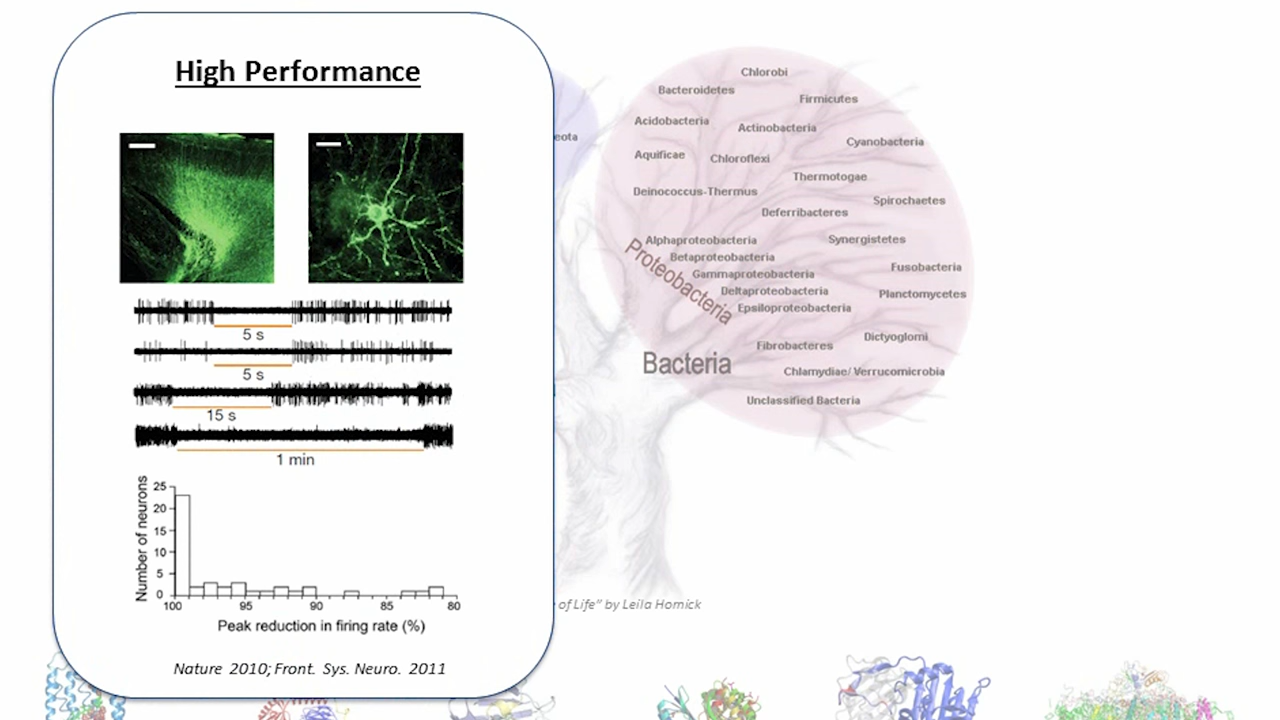 High Performance
5 s
5 s
15 s
1 min
Number of neurons
25
20
15
10
5
0
100 95 90 85 80
Peak reduction in firing rate (%)
Nature 2010; Front. Sys. Neuro. 2011
eota
Chlorobi
Bacteroidetes
Firmicutes
Acidobacteria
Actinobacteria
Cyanobacteria
Aquificae
Chloroflexi
Thermotogae
Deinococcus-Thermus
Spirochaetes
Deferribacteres
Alphaproteobacteria
Synergistetes
Betaproteobacteria
Proteobacteria
Gammaproteobacteria
Fusobacteria
Deltaproteobacteria
Planctomycetes
Epsiloproteobacteria
Dictyoglomi
Fibrobacteres
Bacteria
Chlamydiae/ Verrucomicrobia
Unclassified Bacteria
of Life” by Leila Hornick